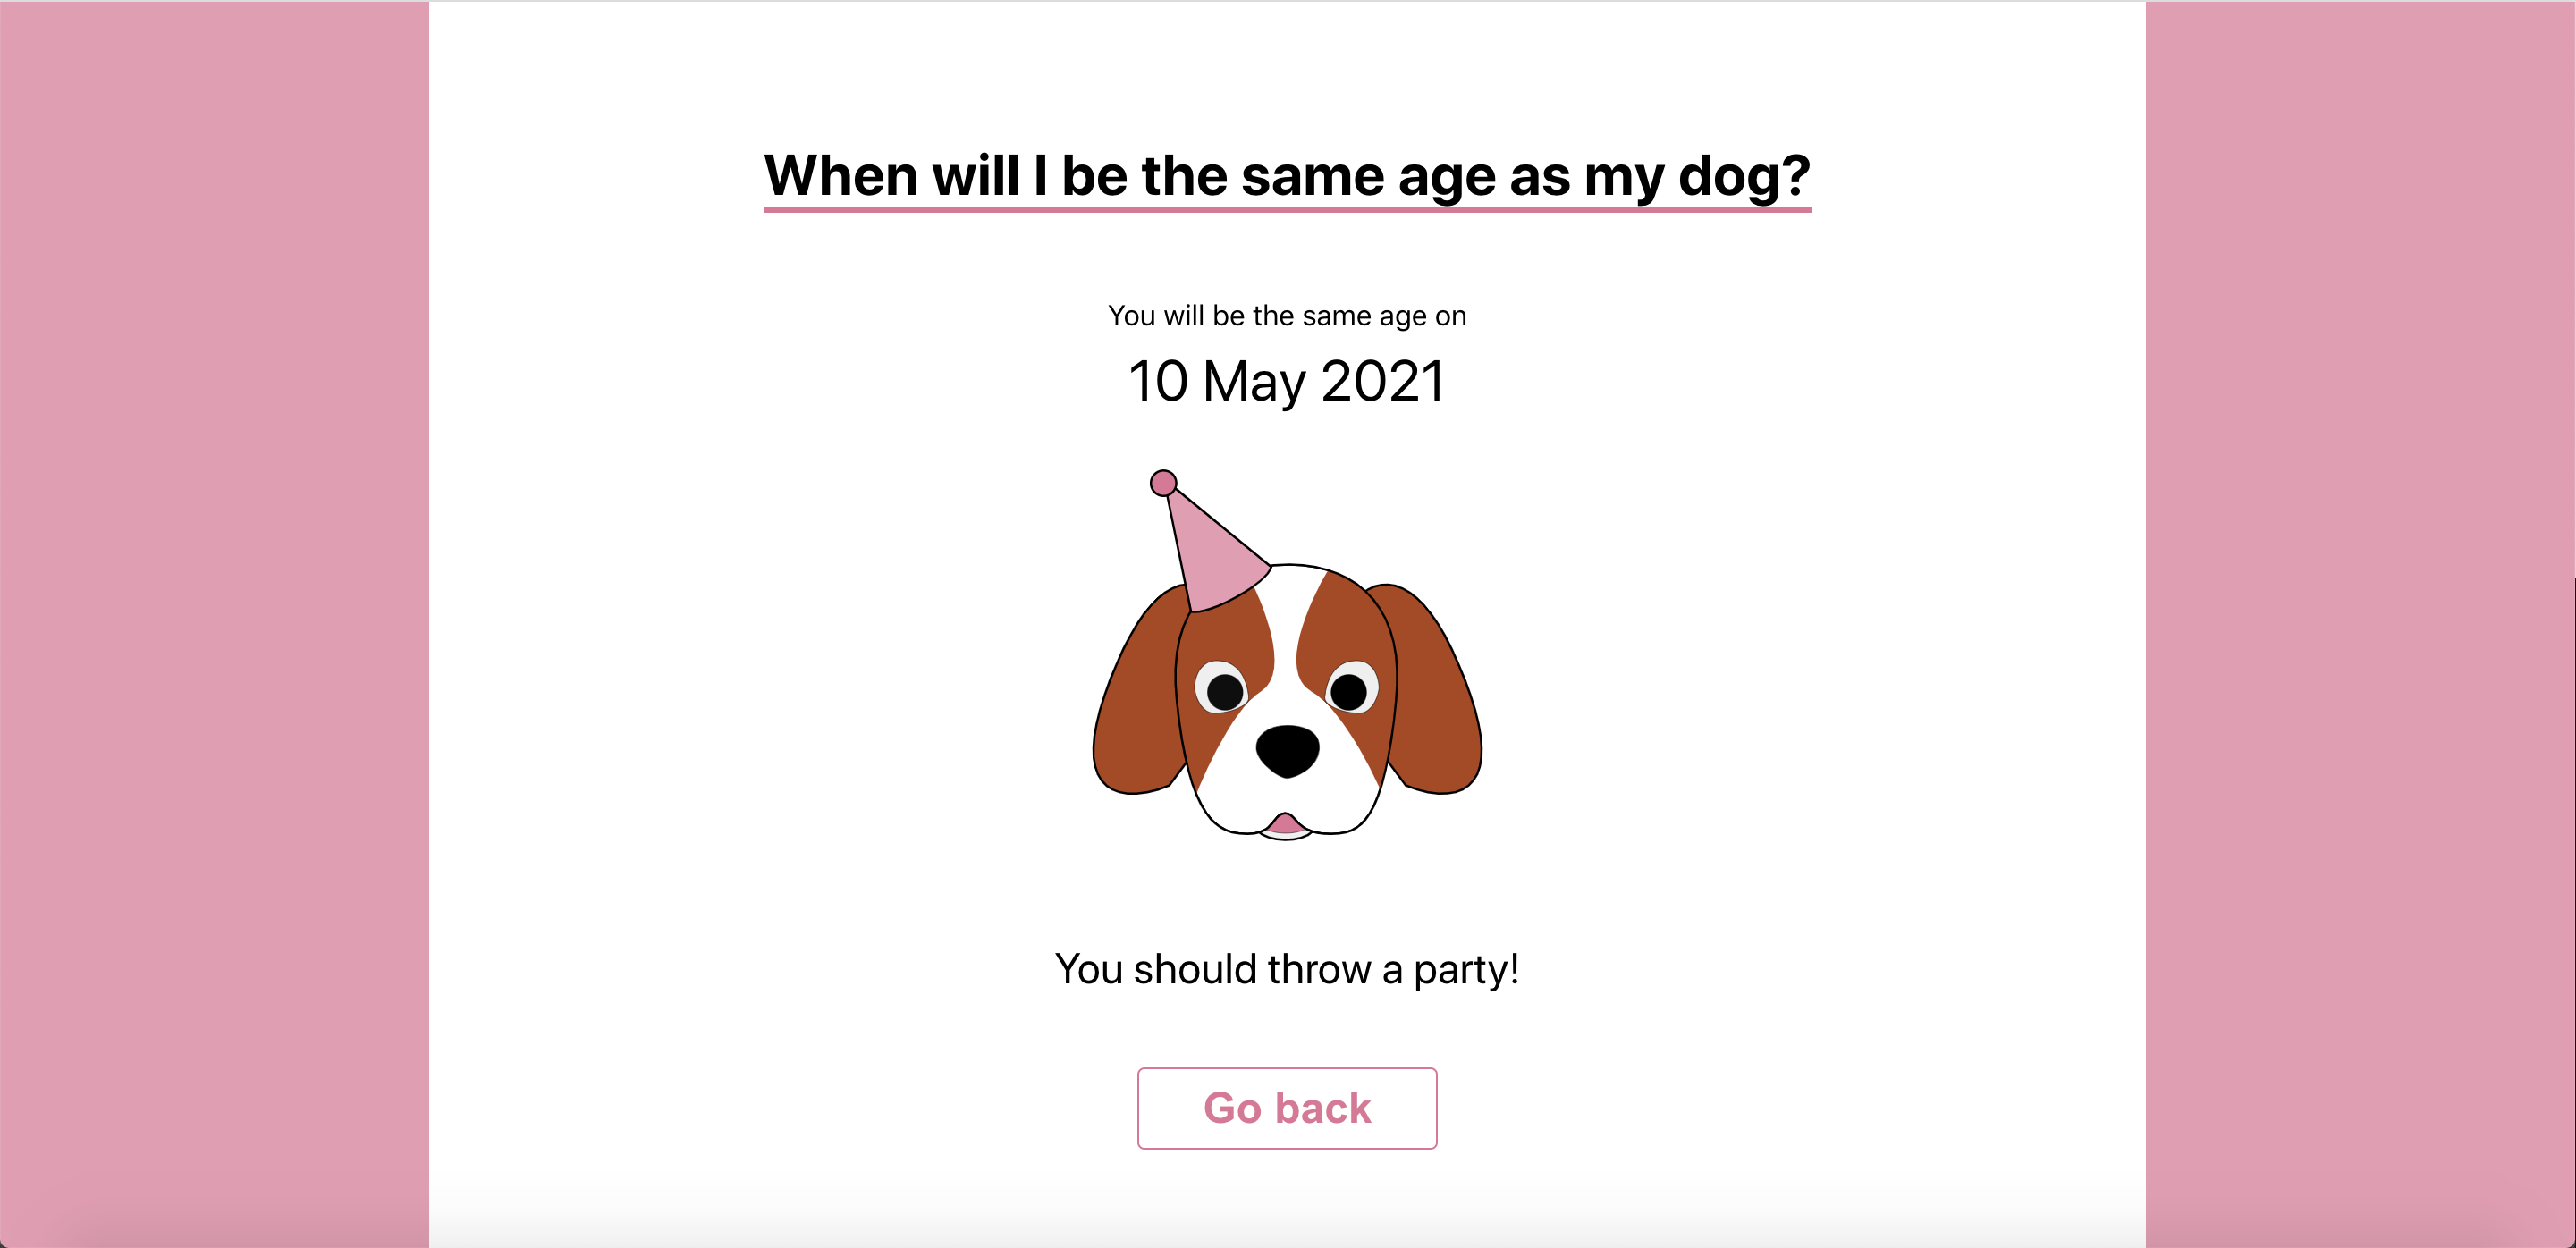 When will I be the same age as my dog?
You will be the same age on
10 May 2021
You should throw a party!
Go back